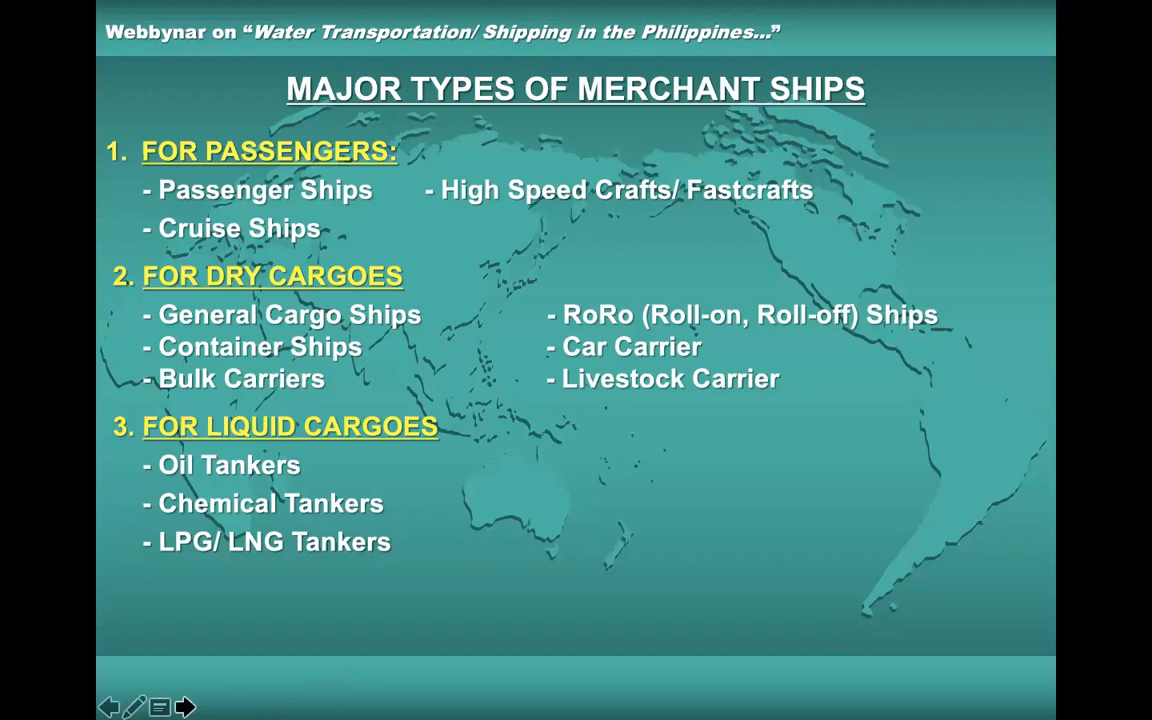 Webbynar on “Water Transportation/ Shipping in the Philippines...”
MAJOR TYPES OF MERCHANT SHIPS
1. FOR PASSENGERS:
- Passenger Ships - High Speed Crafts/ Fastcrafts
- Cruise Ships
2. FOR DRY CARGOES
- General Cargo Ships - RoRo (Roll-on, Roll-off) Ships
- Container Ships - Car Carrier
- Bulk Carriers - Livestock Carrier
3. FOR LIQUID CARGOES
- Oil Tankers
- Chemical Tankers
- LPG/ LNG Tankers